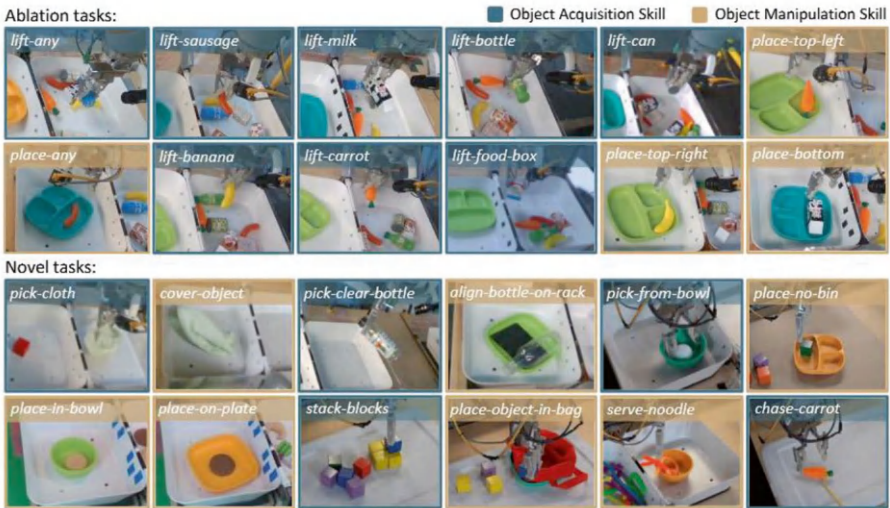 Ablation tasks:
Object Acquisition Skill
Object Manipulation Skill
lift-any
lift-sausage
lift-milk
lift-bottle
lift-can
place-top-left
place-any
lift-banana
lift-carrot
lift-food-box
place-top-right
place-bottom
Novel tasks:
pick-cloth
cover-object
pick-clear-bottle
align-bottle-on-rack
pick-from-bowl
place-no-bin
place-in-bowl
place-on-plate
stack-blocks
place-object-in-bag
serve-noodle
chase-carrot